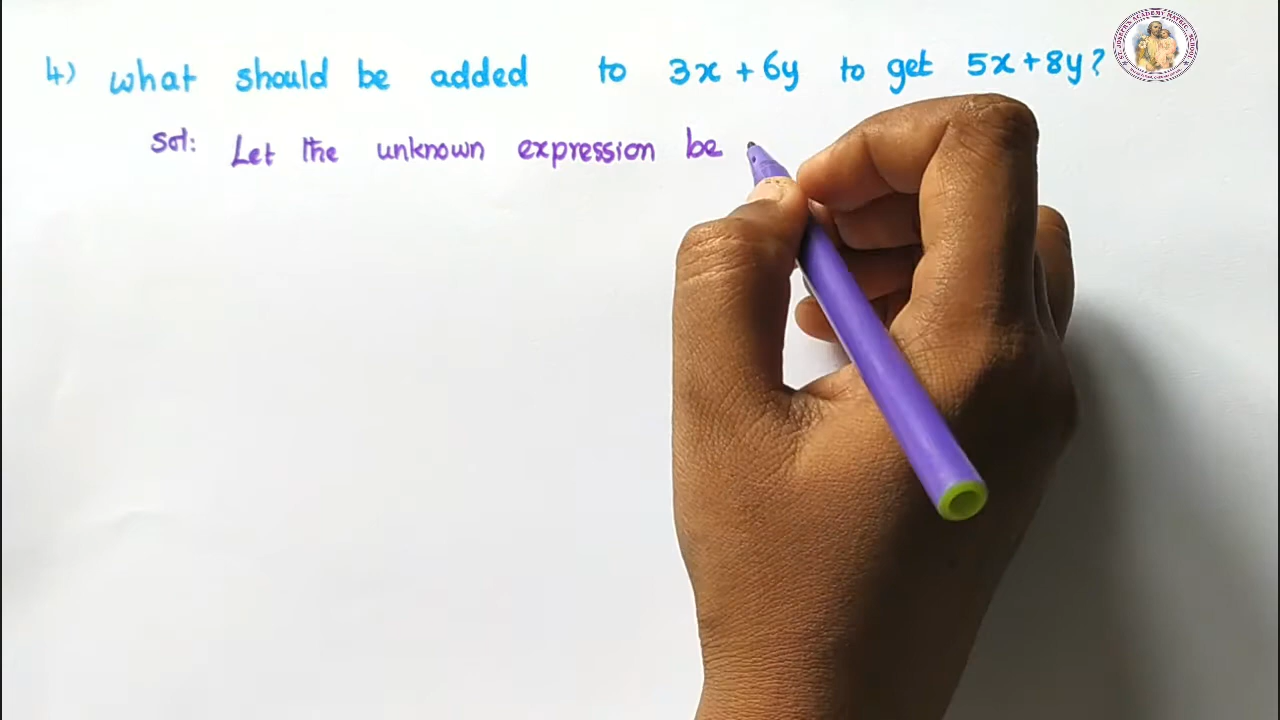 4) what should be added to 3x + 6y to get 5x + 8y ?
Sol: Let the unknown expression be